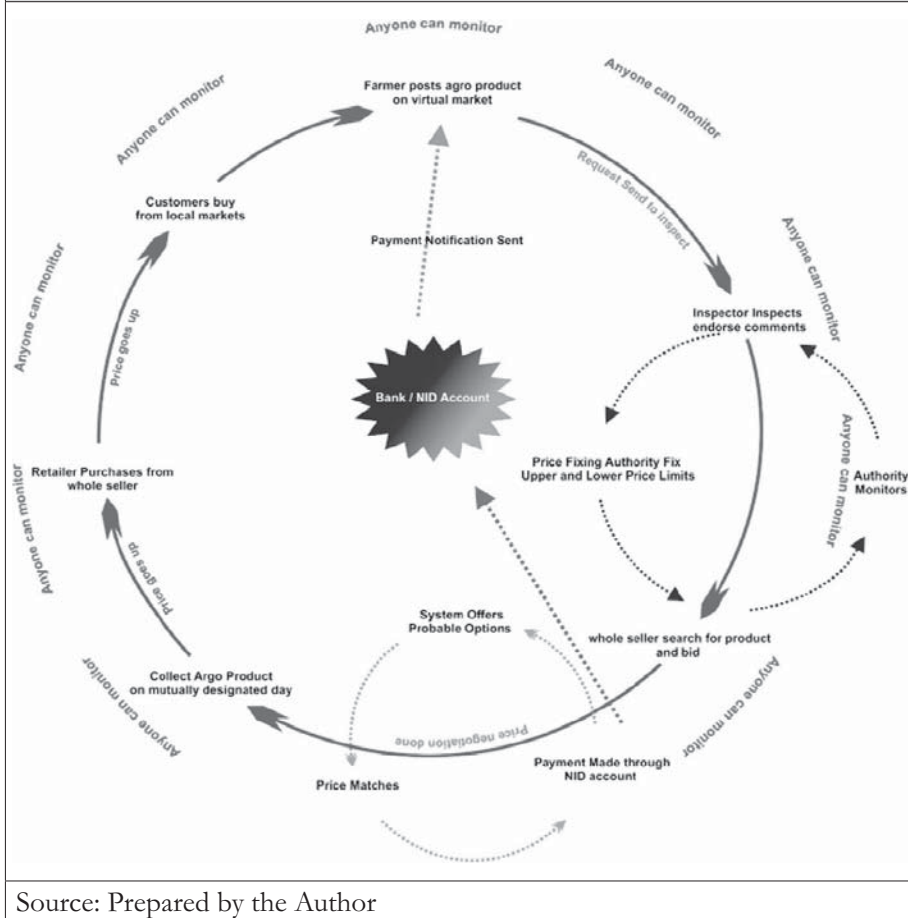 Anyone can monitor
Farmer posts agro product
on virtual market
Anyone can monitor
Anyone can monitor
Request Send to inspect
Customers buy
from local markets
Payment Notification Sent
Anyone can monitor
Inspector Inspects
endorse comments
Anyone can monitor
Price goes up
Bank / NID Account
Retailer Purchases from
whole seller
Price Fixing Authority Fix
Upper and Lower Price Limits
Anyone can monitor
Authority
Monitors
Anyone can monitor
Price goes up
System Offers
Probable Options
whole seller search for product
and bid
Collect Argo Product
on mutually designated day
Anyone can monitor
Anyone can monitor
Price negotiation done
Payment Made through
NID account
Price Matches
Source: Prepared by the Author